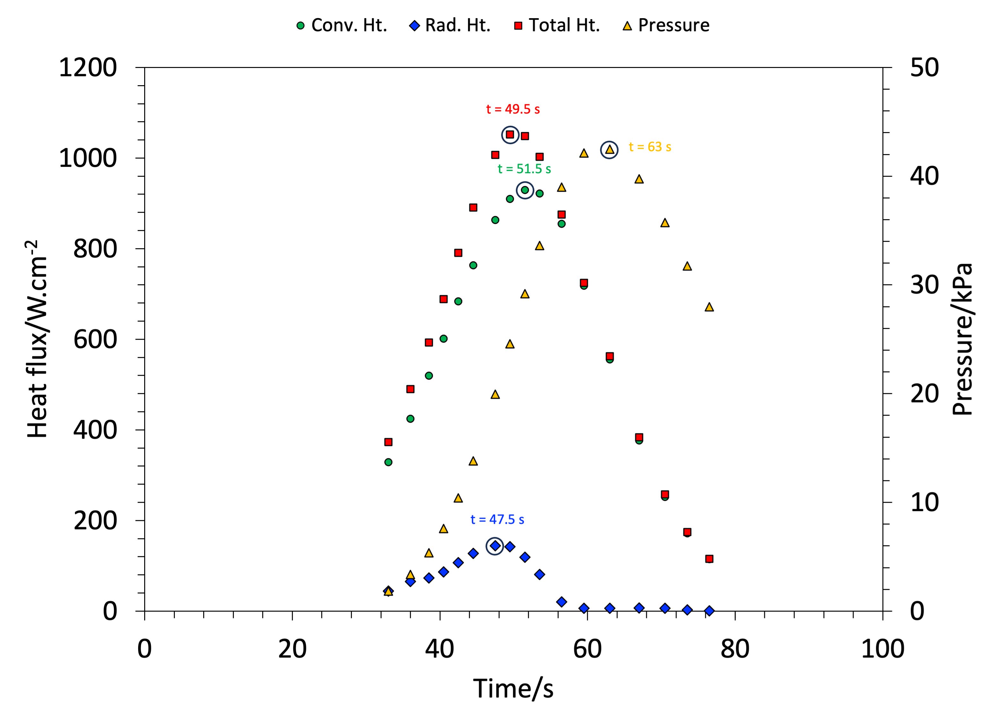 Conv. Ht. Rad. Ht. Total Ht. Pressure
1200
1000
800
600
400
200
0
Heat flux/W.cm-2
t = 49.5 s
t = 63 s
t = 51.5 s
t = 47.5 s
50
40
30
20
10
0
Pressure/kPa
0 20 40 60 80 100
Time/s